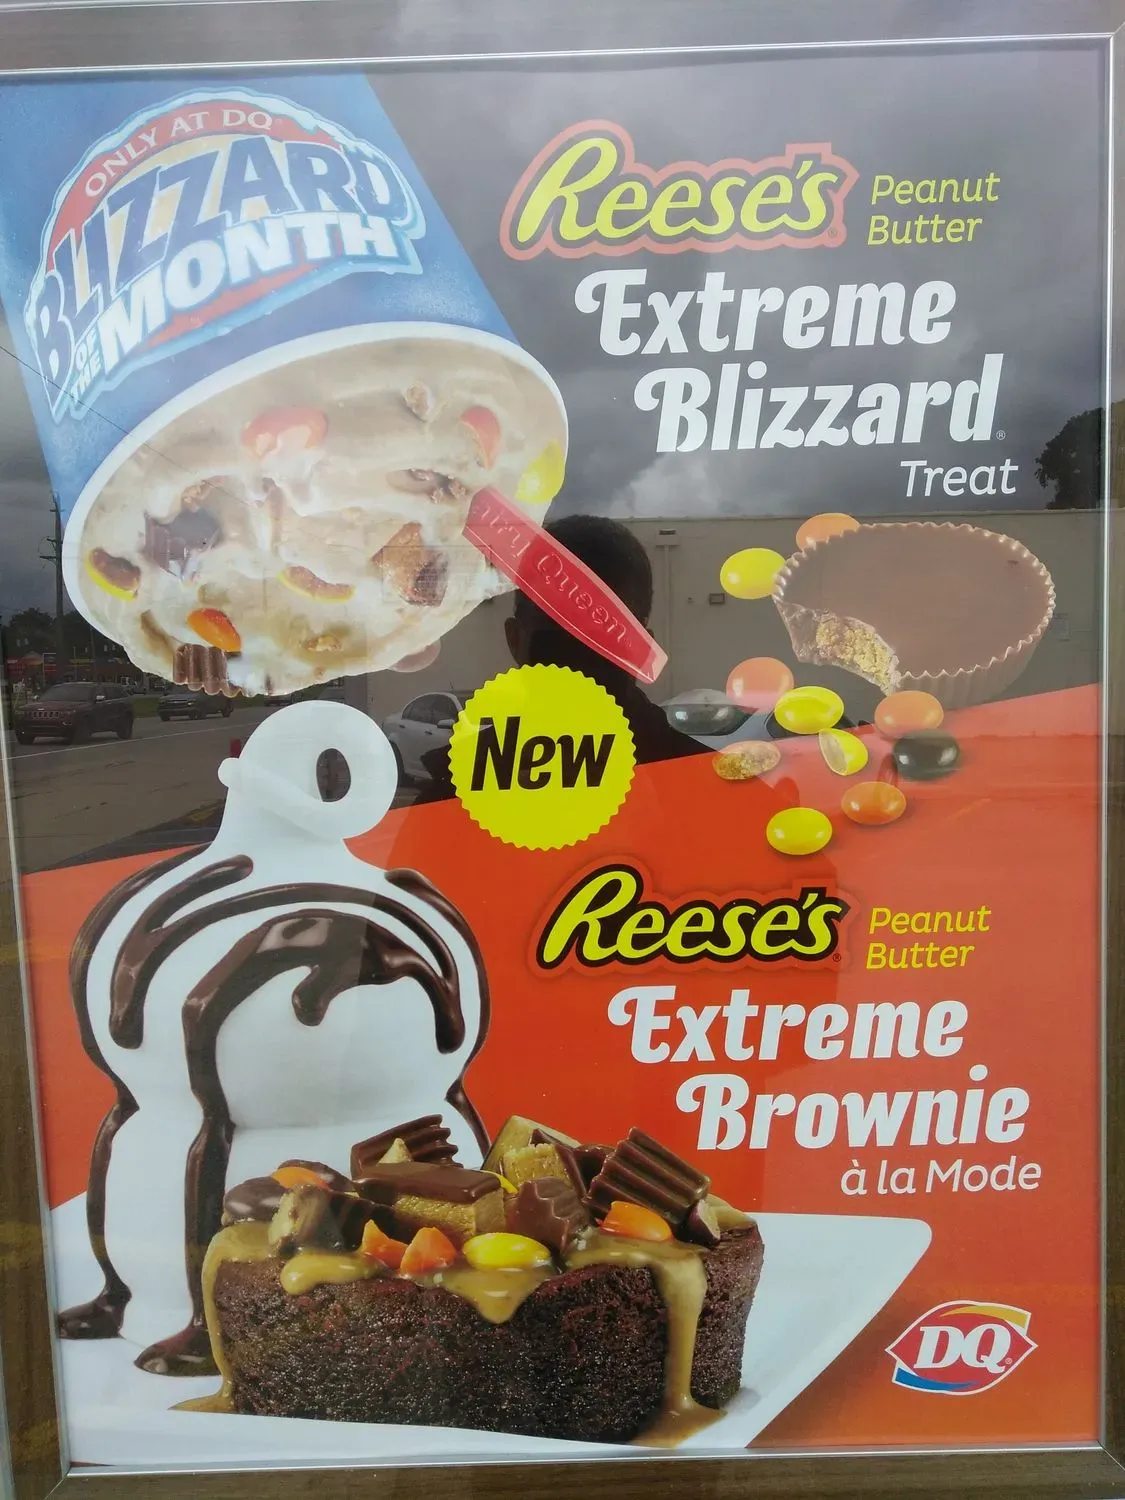 ONLY AT DQ
BLIZZARD
OF THE MONTH
Reese's®
Peanut
Butter
Extreme
Blizzard®
Treat
Queen
New
Reese's®
Peanut
Butter
Extreme
Brownie
à la Mode
DQ®